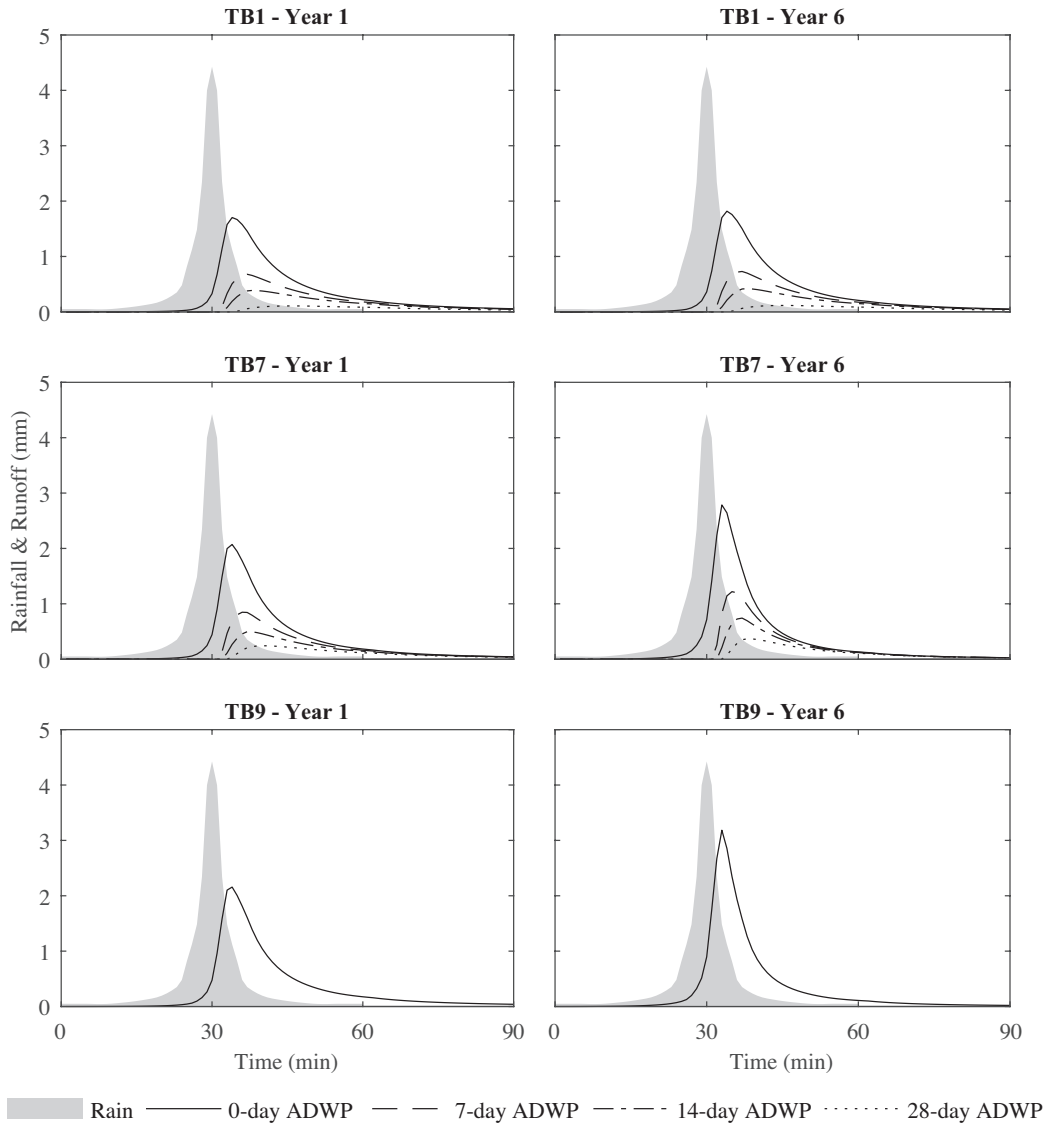 TB1 - Year 1
TB1 - Year 6
5
4
3
2
1
0
TB7 - Year 1
TB7 - Year 6
5
4
3
2
1
0
Rainfall & Runoff (mm)
TB9 - Year 1
TB9 - Year 6
5
4
3
2
1
0
0 30 60 90
0 30 60 90
Time (min)
Time (min)
Rain 0-day ADWP 7-day ADWP 14-day ADWP 28-day ADWP